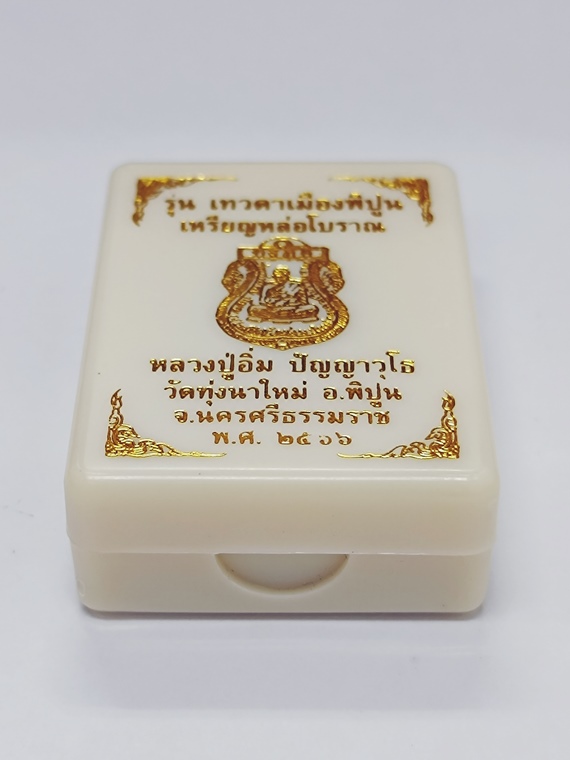 รุ่น เทวดาเมืองพิปูน
เหรียญหล่อโบราณ
หลวงปู่อิ่ม ปัญญาวุโธ
วัดทุ่งนาใหม่ อ.พิปูน
จ.นครศรีธรรมราช
พ.ศ. ๒๕๖๖